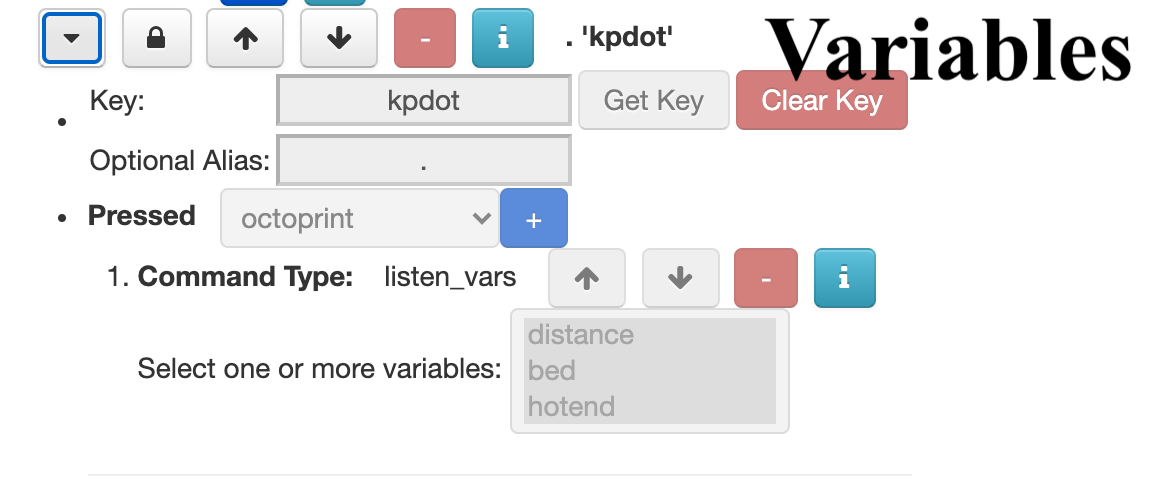 - i . 'kpdot' Variables
Key: kpdot Get Key Clear Key
Optional Alias: .
Pressed octoprint +
1. Command Type: listen_vars - i
Select one or more variables: distance
bed
hotend